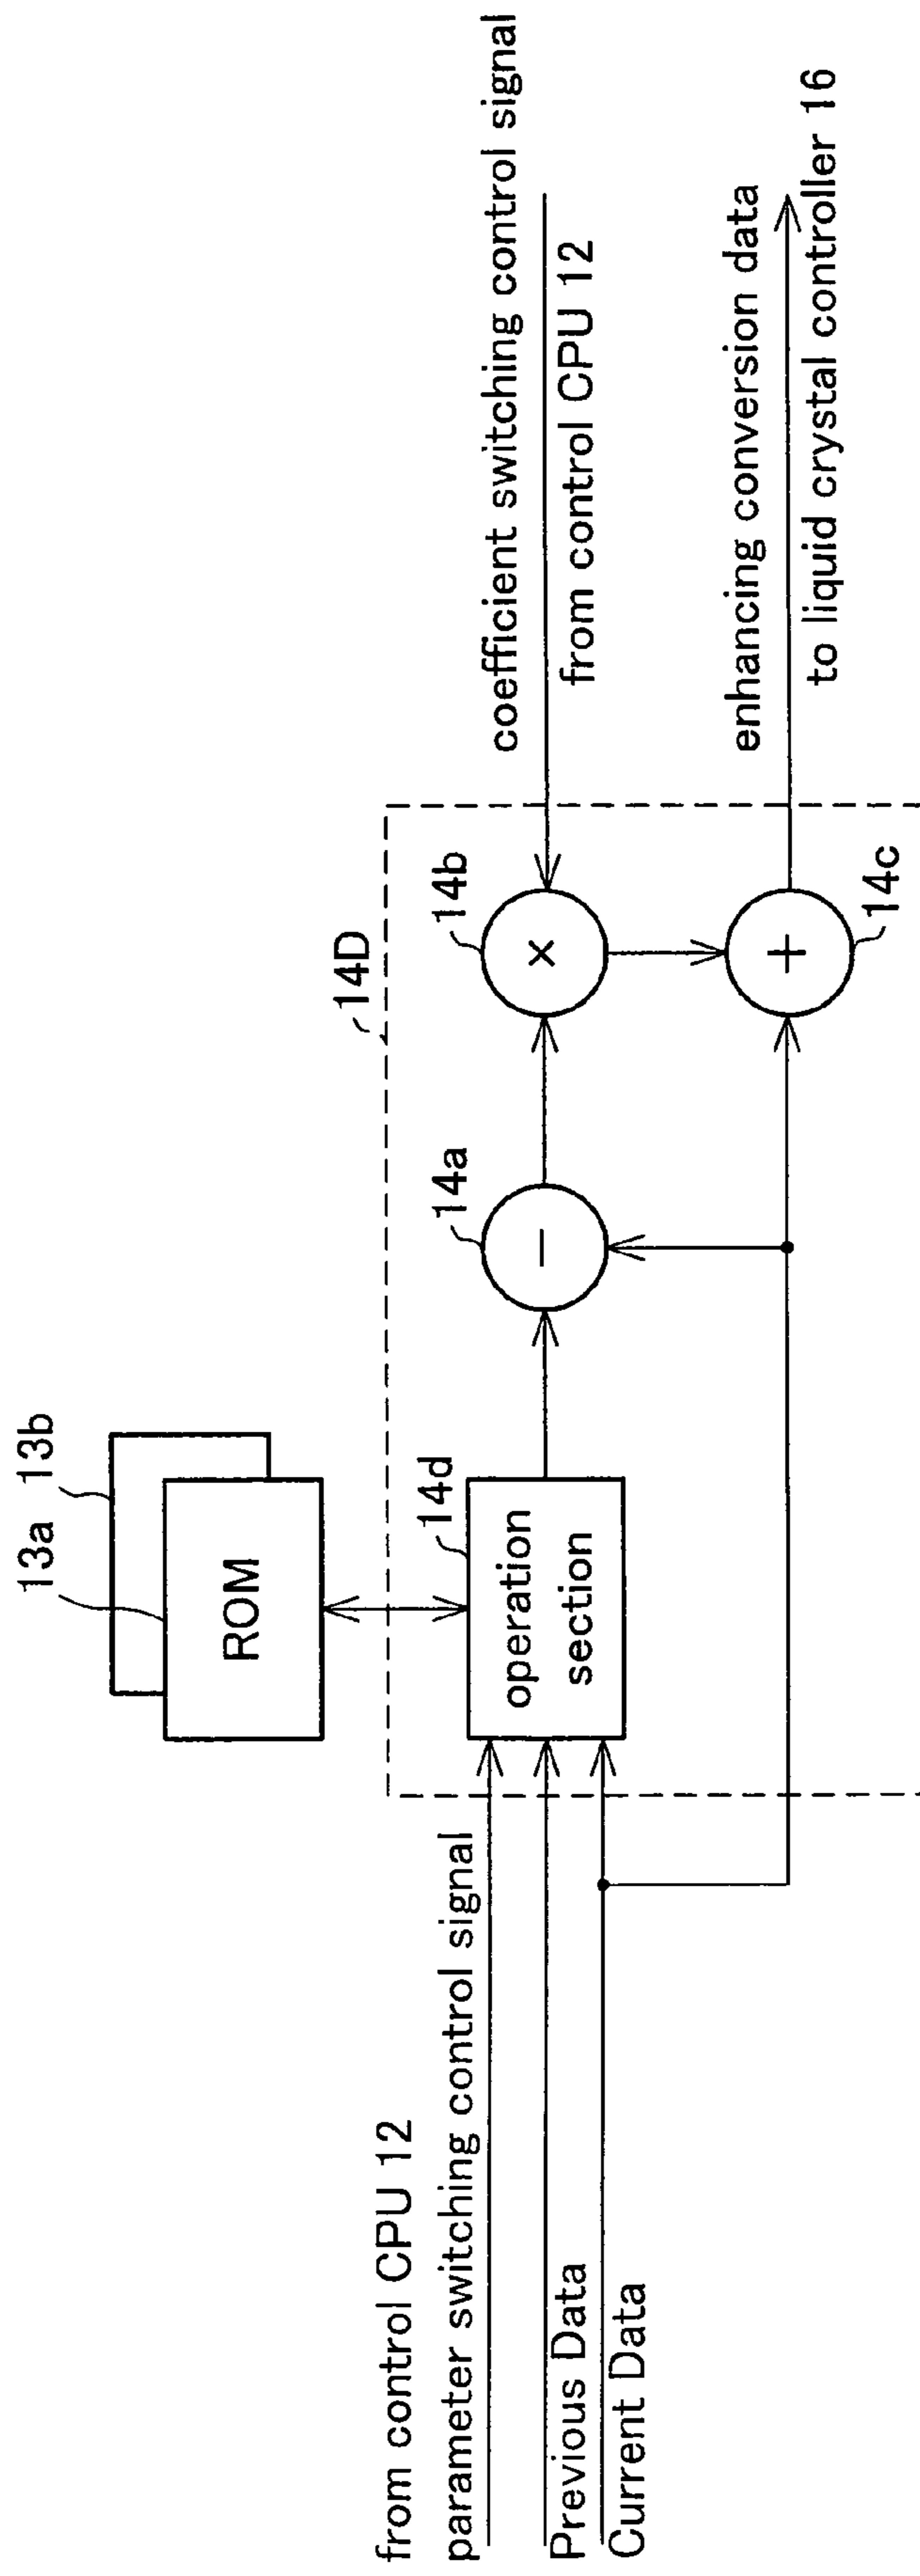 13a
13b
ROM
14D
from control CPU 12
parameter switching control signal
Previous Data
Current Data
14d
operation
section
14a
−
14b
×
14c
+
coefficient switching control signal
from control CPU 12
enhancing conversion data
to liquid crystal controller 16